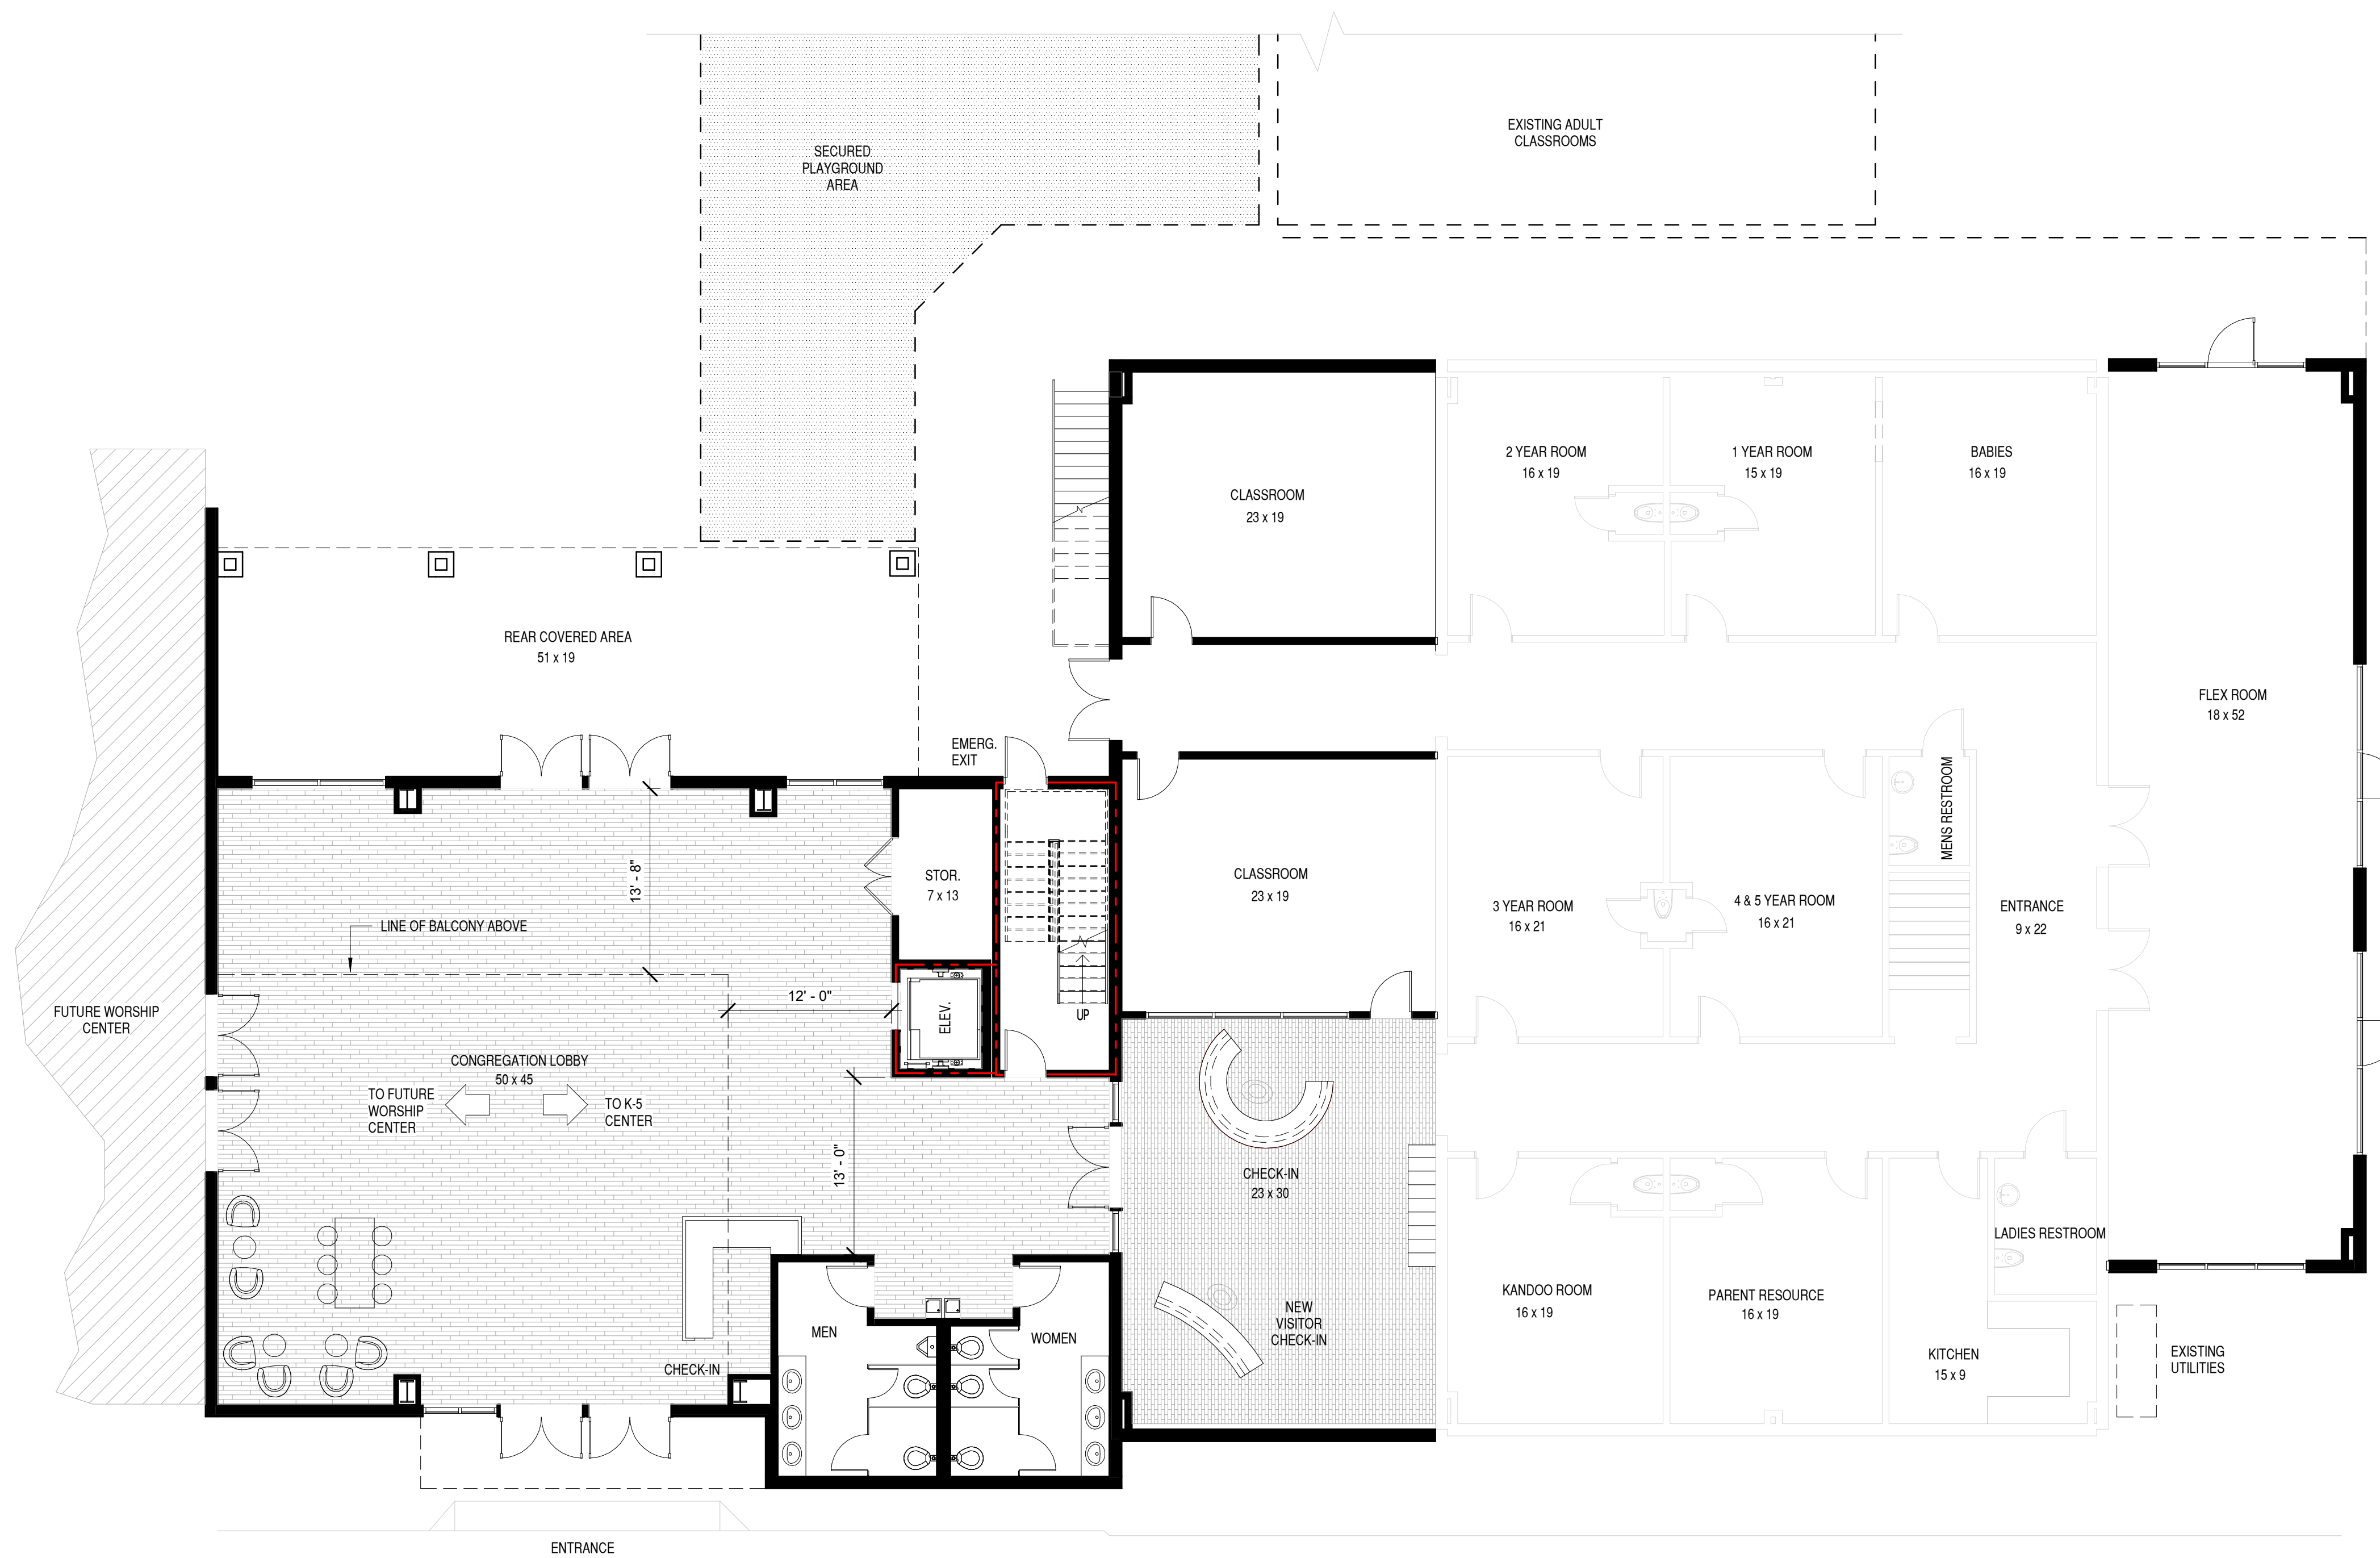 EXISTING ADULT
CLASSROOMS
SECURED
PLAYGROUND
AREA
2 YEAR ROOM
16 x 19
1 YEAR ROOM
15 x 19
BABIES
16 x 19
CLASSROOM
23 x 19
REAR COVERED AREA
51 x 19
FLEX ROOM
18 x 52
EMERG.
EXIT
MENS RESTROOM
STOR.
7 x 13
CLASSROOM
23 x 19
3 YEAR ROOM
16 x 21
4 & 5 YEAR ROOM
16 x 21
ENTRANCE
9 x 22
13' - 8"
LINE OF BALCONY ABOVE
12' - 0"
ELEV.
UP
FUTURE WORSHIP
CENTER
CONGREGATION LOBBY
50 x 45
TO FUTURE
WORSHIP
CENTER
TO K-5
CENTER
13' - 0"
CHECK-IN
23 x 30
LADIES RESTROOM
KANDOO ROOM
16 x 19
PARENT RESOURCE
16 x 19
NEW
VISITOR
CHECK-IN
MEN
WOMEN
CHECK-IN
KITCHEN
15 x 9
EXISTING
UTILITIES
ENTRANCE